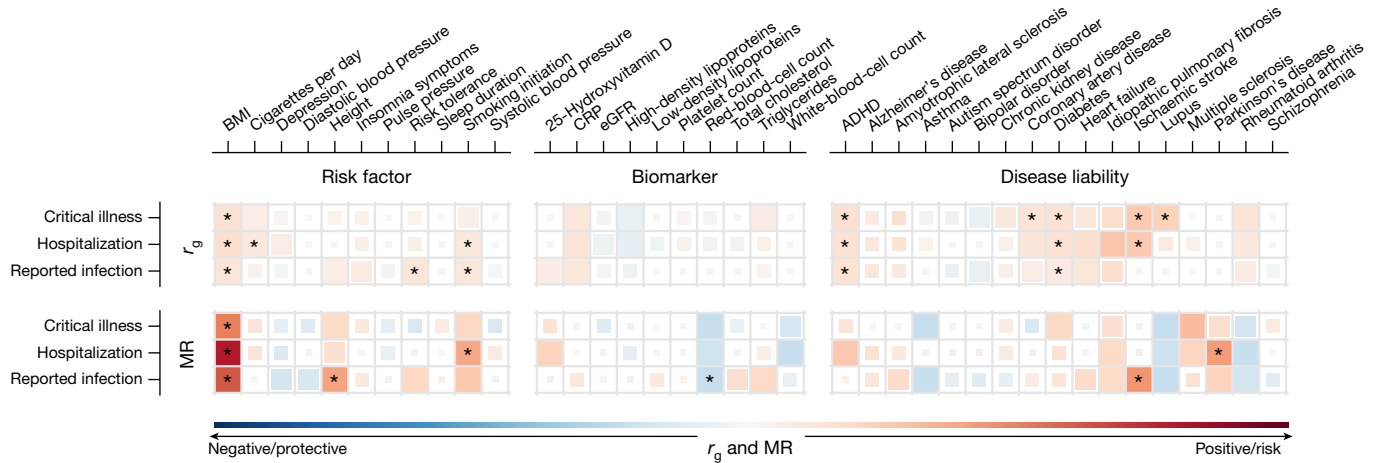 BMI
Cigarettes per day
Depression
Diastolic blood pressure
Height
Insomnia symptoms
Pulse pressure
Risk tolerance
Sleep duration
Smoking initiation
Systolic blood pressure
25-Hydroxyvitamin D
CRP
eGFR
High-density lipoproteins
Low-density lipoproteins
Platelet count
Red-blood-cell count
Total cholesterol
Triglycerides
White-blood-cell count
ADHD
Alzheimer's disease
Amyotrophic lateral sclerosis
Asthma
Autism spectrum disorder
Bipolar disorder
Chronic kidney disease
Coronary artery disease
Diabetes
Heart failure
Idiopathic pulmonary fibrosis
Ischaemic stroke
Lupus
Multiple sclerosis
Parkinson's disease
Rheumatoid arthritis
Schizophrenia
Risk factor
Biomarker
Disease liability
rg
Critical illness * * * * * *
Hospitalization * * * * * *
Reported infection * * * * *
MR
Critical illness *
Hospitalization * * *
Reported infection * * * *
Negative/protective
rg and MR
Positive/risk